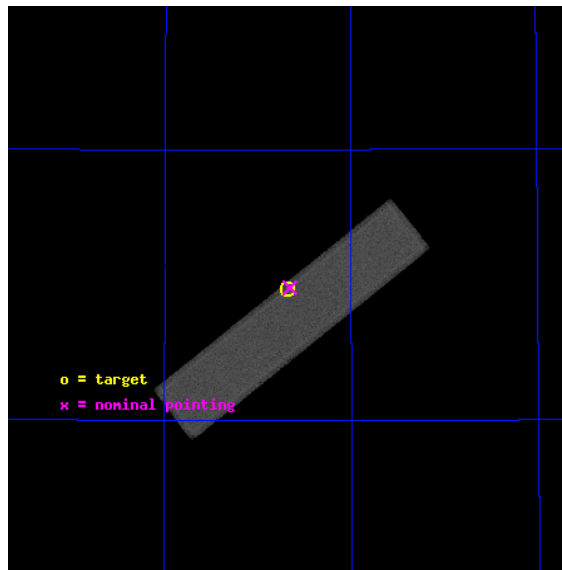 o = target
x = nominal pointing